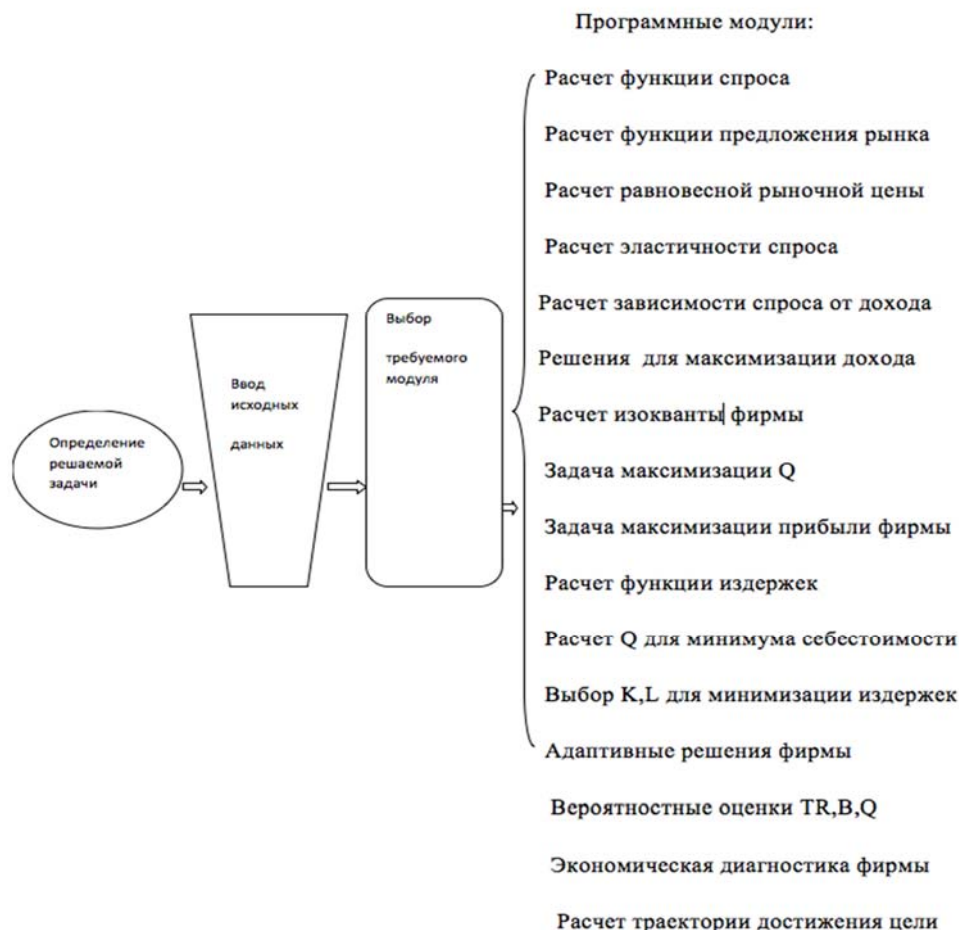 Программные модули:
Расчет функции спроса
Расчет функции предложения рынка
Расчет равновесной рыночной цены
Расчет эластичности спроса
Расчет зависимости спроса от дохода
Решения для максимизации дохода
Расчет изокванты фирмы
Задача максимизации Q
Задача максимизации прибыли фирмы
Расчет функции издержек
Расчет Q для минимума себестоимости
Выбор K,L для минимизации издержек
Адаптивные решения фирмы
Вероятностные оценки TR,B,Q
Экономическая диагностика фирмы
Расчет траектории достижения цели
Определение
решаемой
задачи
Ввод
исходных
данных
Выбор
требуемого
модуля